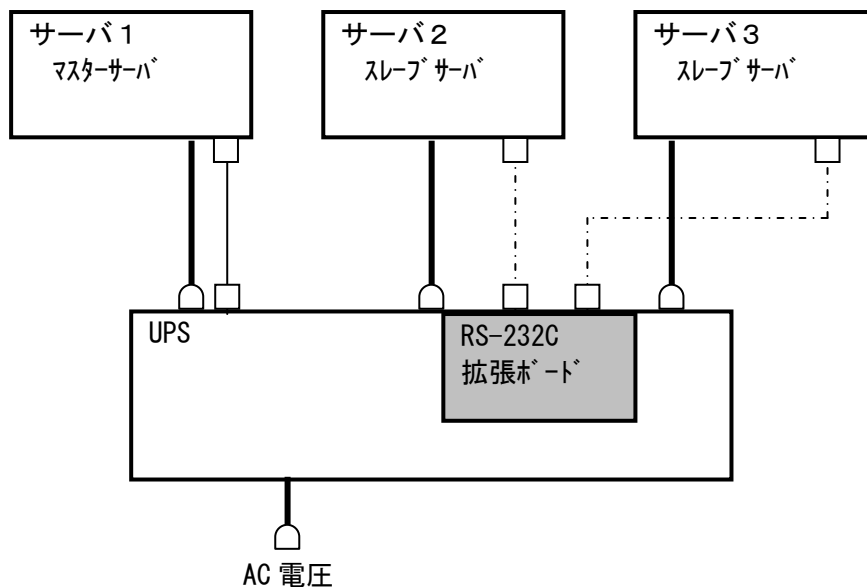 サーバ1
ﾏｽﾀｰｻｰﾊﾞ
サーバ2
ｽﾚｰﾌﾞｻｰﾊﾞ
サーバ3
ｽﾚｰﾌﾞｻｰﾊﾞ
UPS
RS-232C
拡張ﾎﾞｰﾄﾞ
AC 電圧